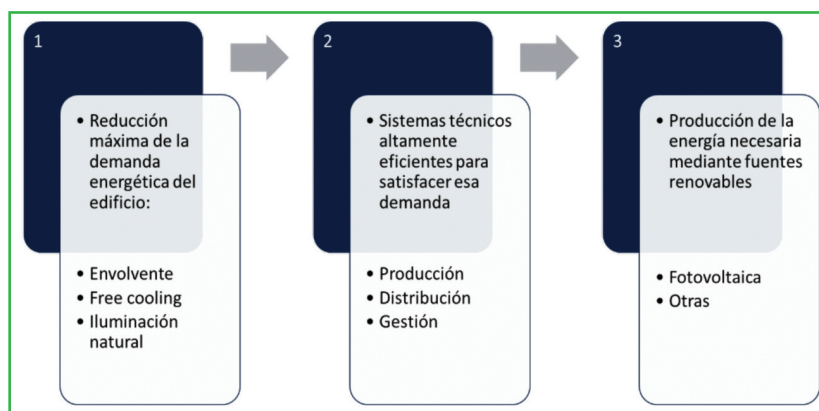 1
• Reducción
máxima de la
demanda
energética del
edificio:
• Envolvente
• Free cooling
• Iluminación
natural
2
• Sistemas técnicos
altamente
eficientes para
satisfacer esa
demanda
• Producción
• Distribución
• Gestión
3
• Producción de la
energía necesaria
mediante fuentes
renovables
• Fotovoltaica
• Otras